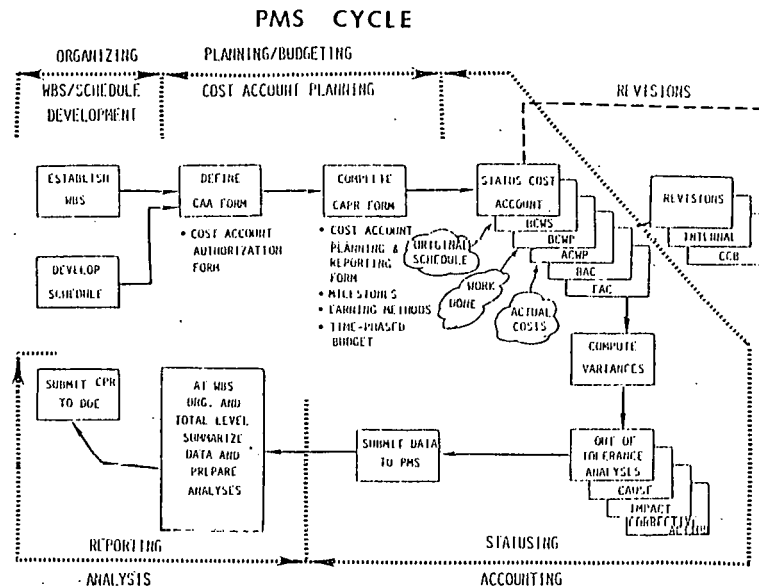 PMS CYCLE
ORGANIZING
PLANNING/BUDGETING
WBS/SCHEDULE
DEVELOPMENT
COST ACCOUNT PLANNING
REVISIONS
ESTABLISH
WBS
DEFINE
CAA FORM
COMPLETE
CAPR FORM
STATUS COST
ACCOUNT
BCWS
BCWP
ACWP
BAC
EAC
REVISIONS
INTERNAL
CCB
• COST ACCOUNT
AUTHORIZATION
FORM
• COST ACCOUNT
PLANNING &
REPORTING
FORM
• MILESTONES
• EARNING METHODS
• TIME-PHASED
BUDGET
ORIGINAL
SCHEDULE
WORK
DONE
ACTUAL
COSTS
DEVELOP
SCHEDULE
COMPUTE
VARIANCES
SUBMIT CPR
TO DOE
AT WBS
ORG. AND
TOTAL LEVEL
SUMMARIZE
DATA AND
PREPARE
ANALYSES
SUBMIT DATA
TO PMS
OUT OF
TOLERANCE
ANALYSES
CAUSE
IMPACT
CORRECTIVE
ACTION
REPORTING
STATUSING
ANALYSIS
ACCOUNTING